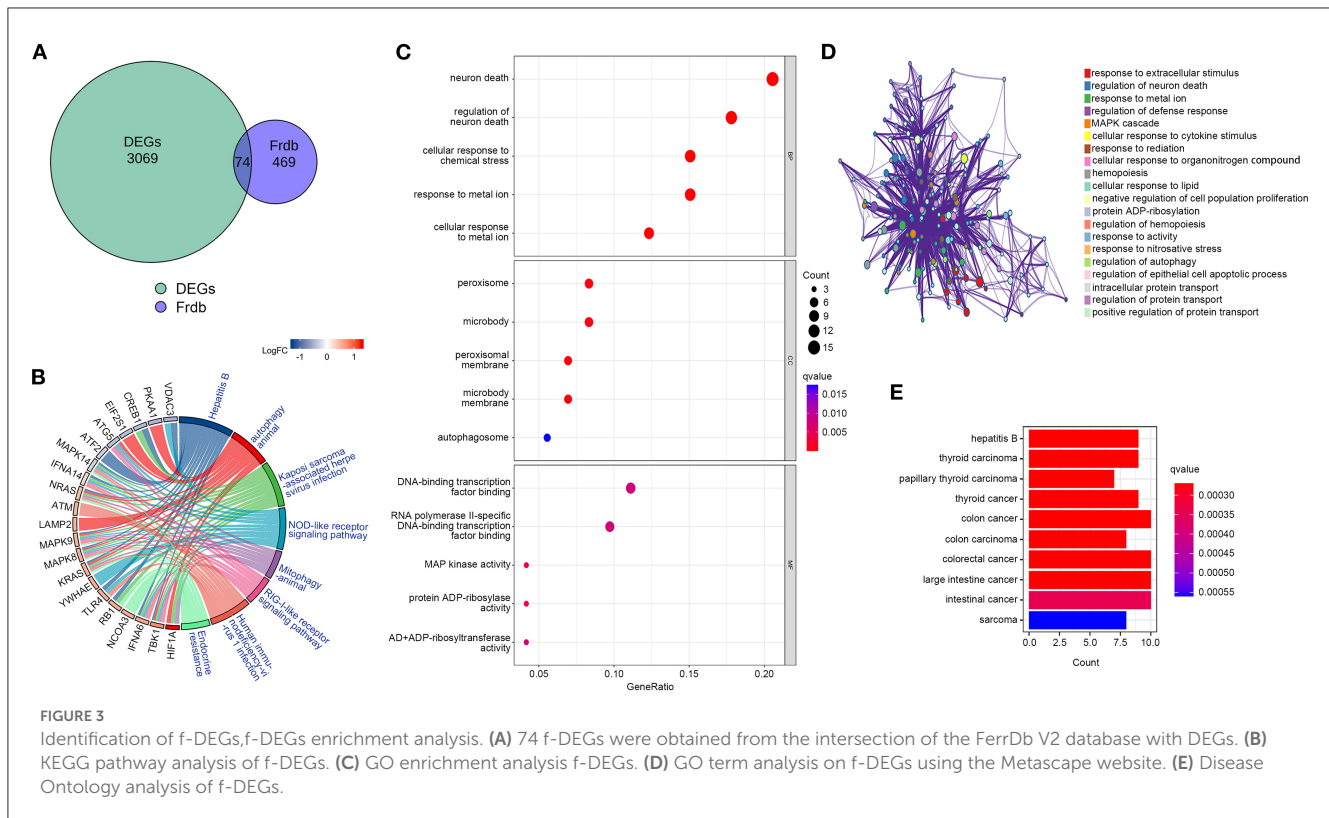 A
DEGs
3069
74
Frdb
469
DEGs
Frdb
LogFC
-1 0 1
B
VDAC3
PKAA1
CREB1
EIF2S1
ATG5
ATF2
MAPK14
IFNA14
NRAS
ATM
LAMP2
MAPK9
MAPK8
KRAS
YWHAE
TLR4
RB1
NCOA3
IFNA6
TBK1
HIF1A
Hepatitis B
autophagy
animal
Kaposi sarcoma
-associated herpe
svirus infection
NOD-like receptor
signaling pathway
Mitophagy
-animal
RIG-I-like receptor
signaling pathway
Human immu-
nodeficiency-vi
rus 1 infection
Endocrine
resistance
C
neuron death
regulation of
neuron death
cellular response to
chemical stress
response to metal ion
cellular response
to metal ion
BP
peroxisome
microbody
peroxisomal
membrane
microbody
membrane
autophagosome
CC
DNA-binding transcription
factor binding
RNA polymerase II-specific
DNA-binding transcription
factor binding
MAP kinase activity
protein ADP-ribosylase
activity
AD+ADP-ribosyltransferase
activity
MF
0.05 0.10 0.15 0.20
GeneRatio
Count
3
6
9
12
15
qvalue
0.015
0.010
0.005
D
response to extracellular stimulus
regulation of neuron death
response to metal ion
regulation of defense response
MAPK cascade
cellular response to cytokine stimulus
response to rediation
cellular response to organonitrogen compound
hemopoiesis
cellular response to lipid
negative regulation of cell population proliferation
protein ADP-ribosylation
regulation of hemopoiesis
response to activity
response to nitrosative stress
regulation of autophagy
regulation of epithelial cell apoptolic process
intracellular protein transport
regulation of protein transport
positive regulation of protein transport
E
hepatitis B
thyroid carcinoma
papillary thyroid carcinoma
thyroid cancer
colon cancer
colon carcinoma
colorectal cancer
large intestine cancer
intestinal cancer
sarcoma
0.0 2.5 5.0 7.5 10.0
Count
qvalue
0.00030
0.00045
0.00055
FIGURE 3
Identification of f-DEGs,f-DEGs enrichment analysis. (A) 74 f-DEGs were obtained from the intersection of the FerrDb V2 database with DEGs. (B)
KEGG pathway analysis of f-DEGs. (C) GO enrichment analysis f-DEGs. (D) GO term analysis on f-DEGs using the Metascape website. (E) Disease
Ontology analysis of f-DEGs.